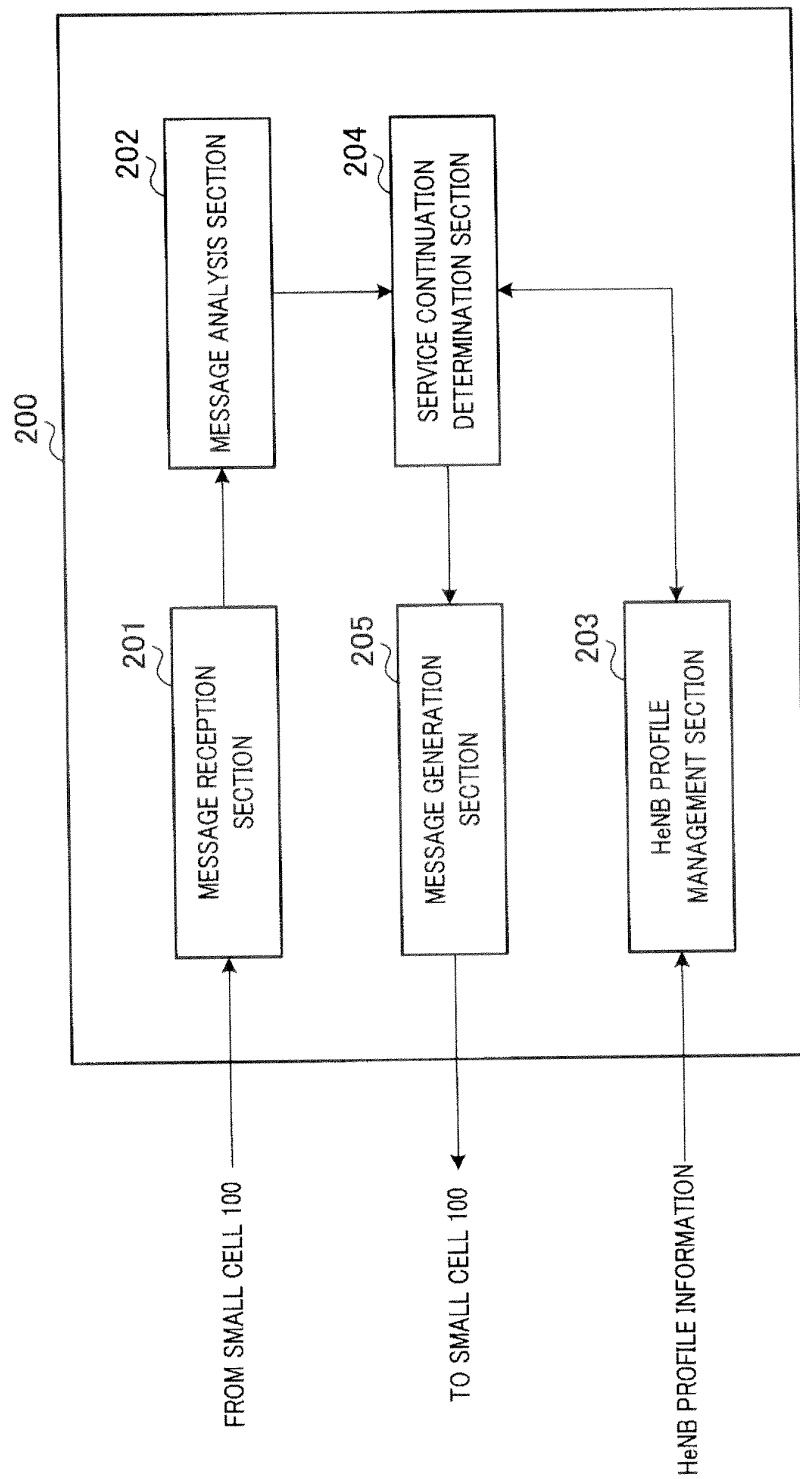 200
FROM SMALL CELL 100
201
MESSAGE RECEPTION
SECTION
202
MESSAGE ANALYSIS SECTION
TO SMALL CELL 100
205
MESSAGE GENERATION
SECTION
204
SERVICE CONTINUATION
DETERMINATION SECTION
HeNB PROFILE INFORMATION
203
HeNB PROFILE
MANAGEMENT SECTION